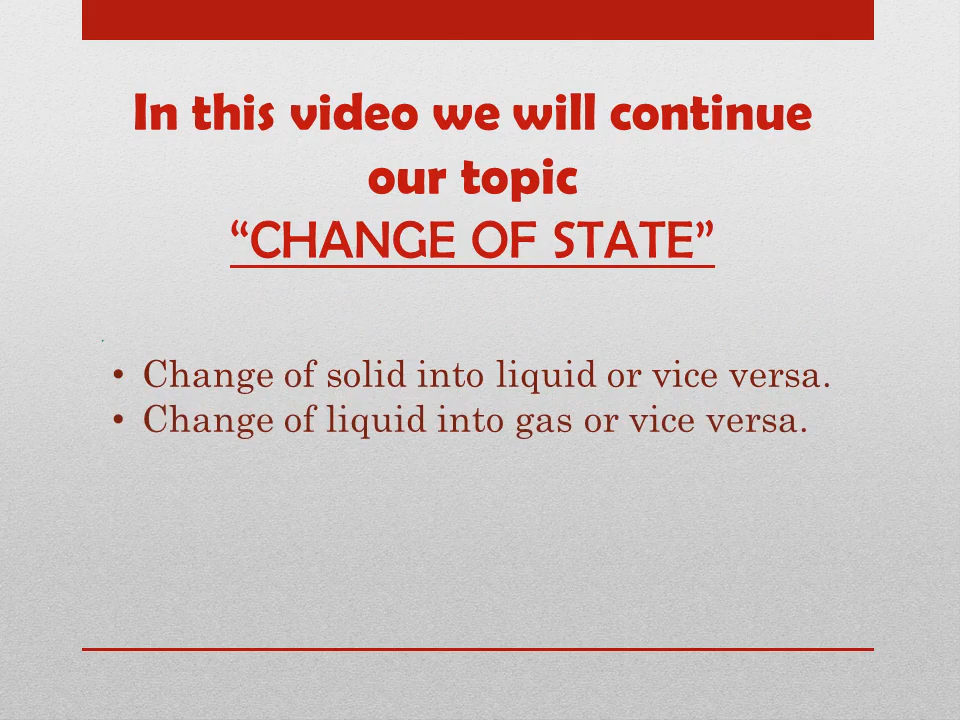 In this video we will continue
our topic
“CHANGE OF STATE”
• Change of solid into liquid or vice versa.
• Change of liquid into gas or vice versa.